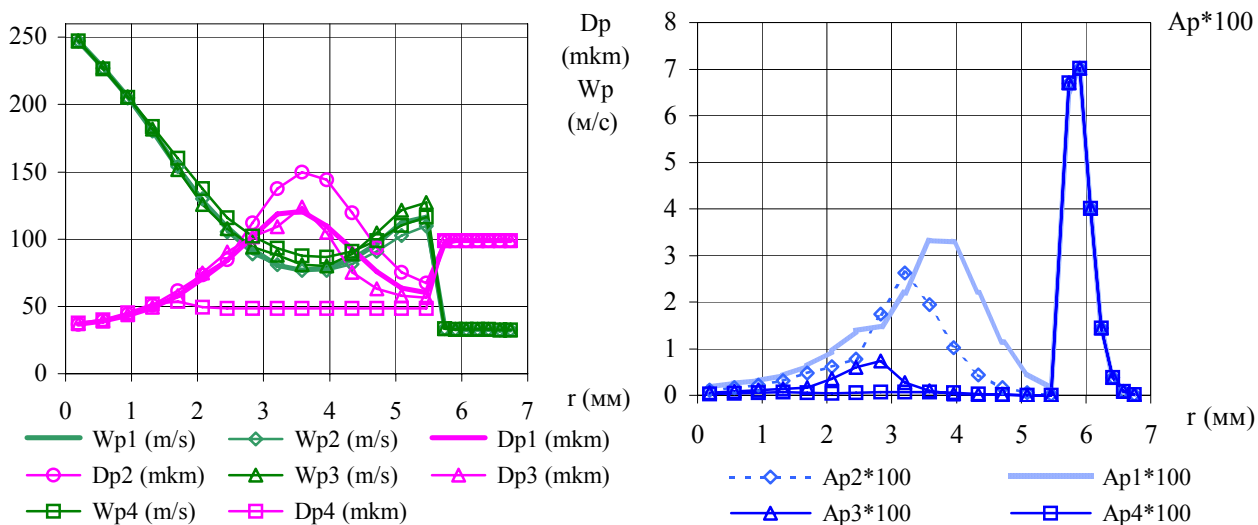 Dp
(mkm)
Wp
(м/с)
250
200
150
100
50
0
0 1 2 3 4 5 6 7
r (мм)
Wp1 (m/s) Wp2 (m/s) Dp1 (mkm)
Dp2 (mkm) Wp3 (m/s) Dp3 (mkm)
Wp4 (m/s) Dp4 (mkm)
Ap*100
8
7
6
5
4
3
2
1
0
0 1 2 3 4 5 6 7
r (мм)
Ap2*100 Ap1*100
Ap3*100 Ap4*100